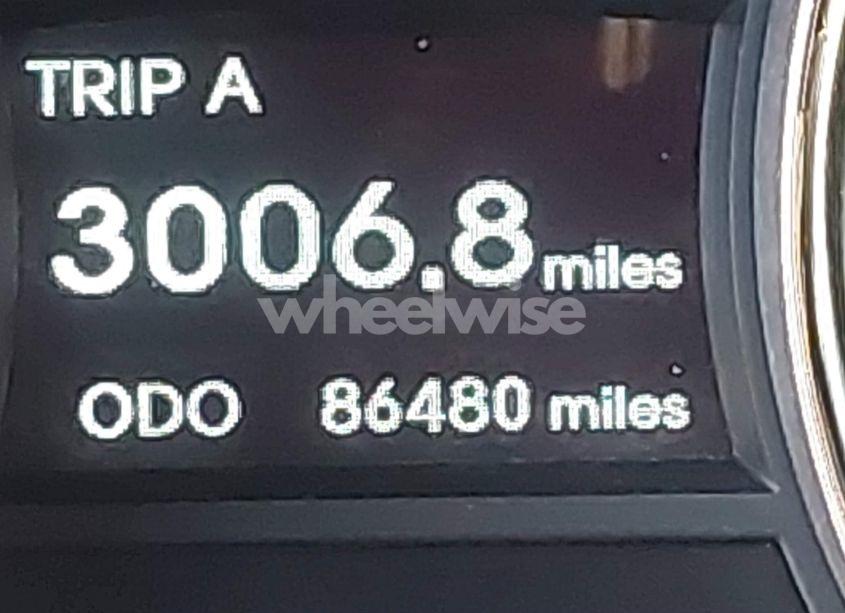 TRIP A
3006.8 miles
wheelwise
ODO 86480 miles